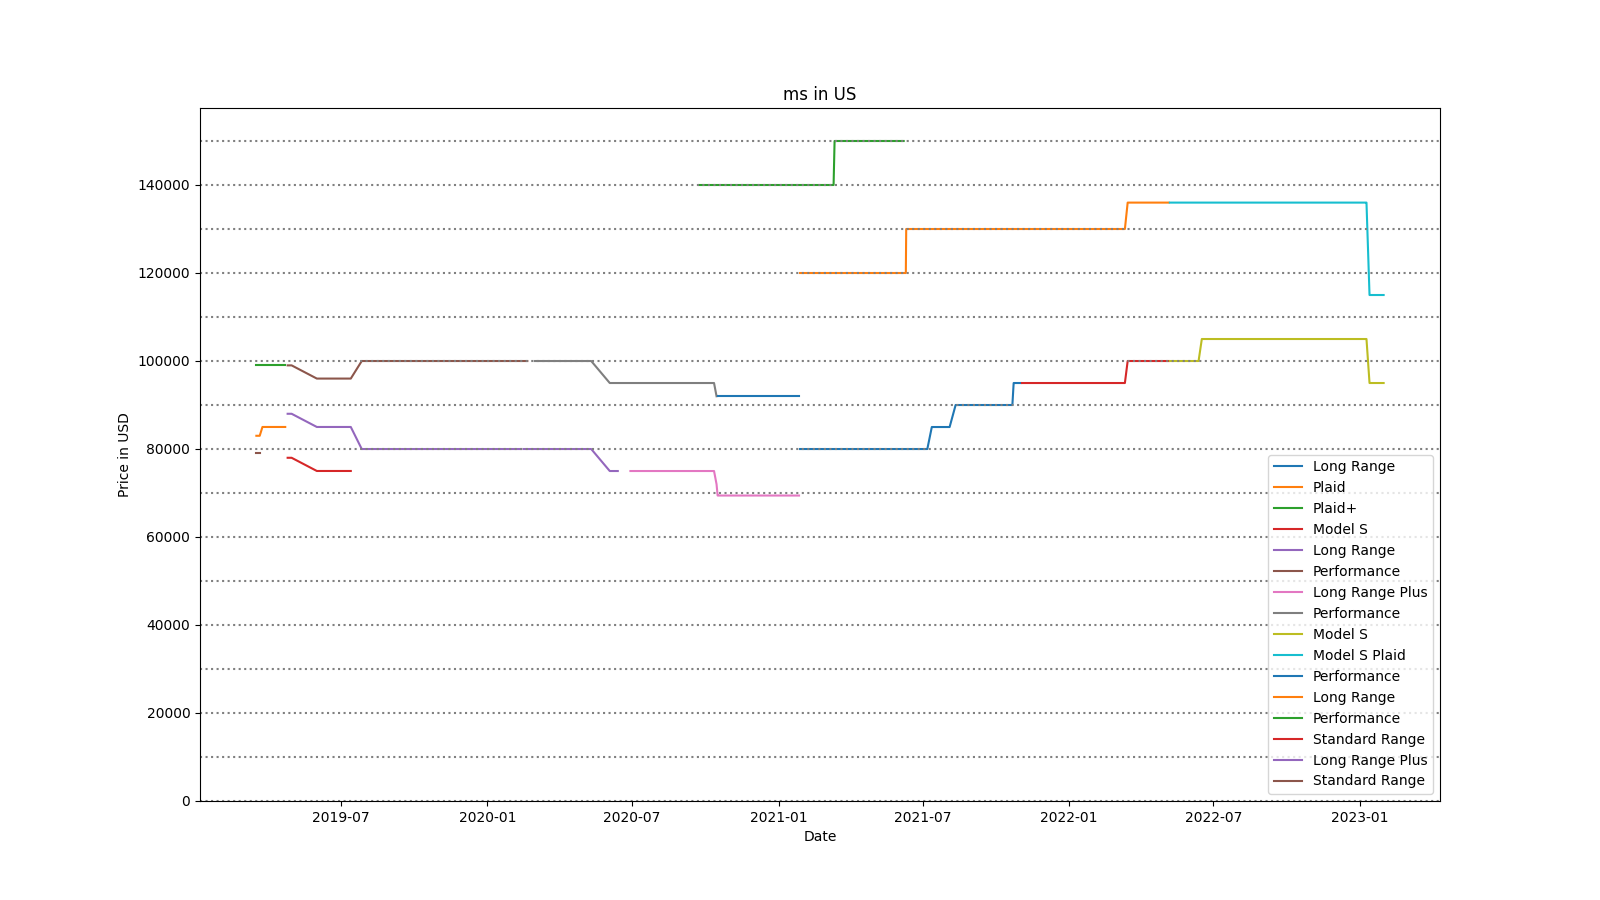 ms in US
Price in USD
140000
120000
100000
80000
60000
40000
20000
0
Long Range
Plaid
Plaid+
Model S
Long Range
Performance
Long Range Plus
Performance
Model S
Model S Plaid
Performance
Long Range
Performance
Standard Range
Long Range Plus
Standard Range
2019-07 2020-01 2020-07 2021-01 2021-07 2022-01 2022-07 2023-01
Date